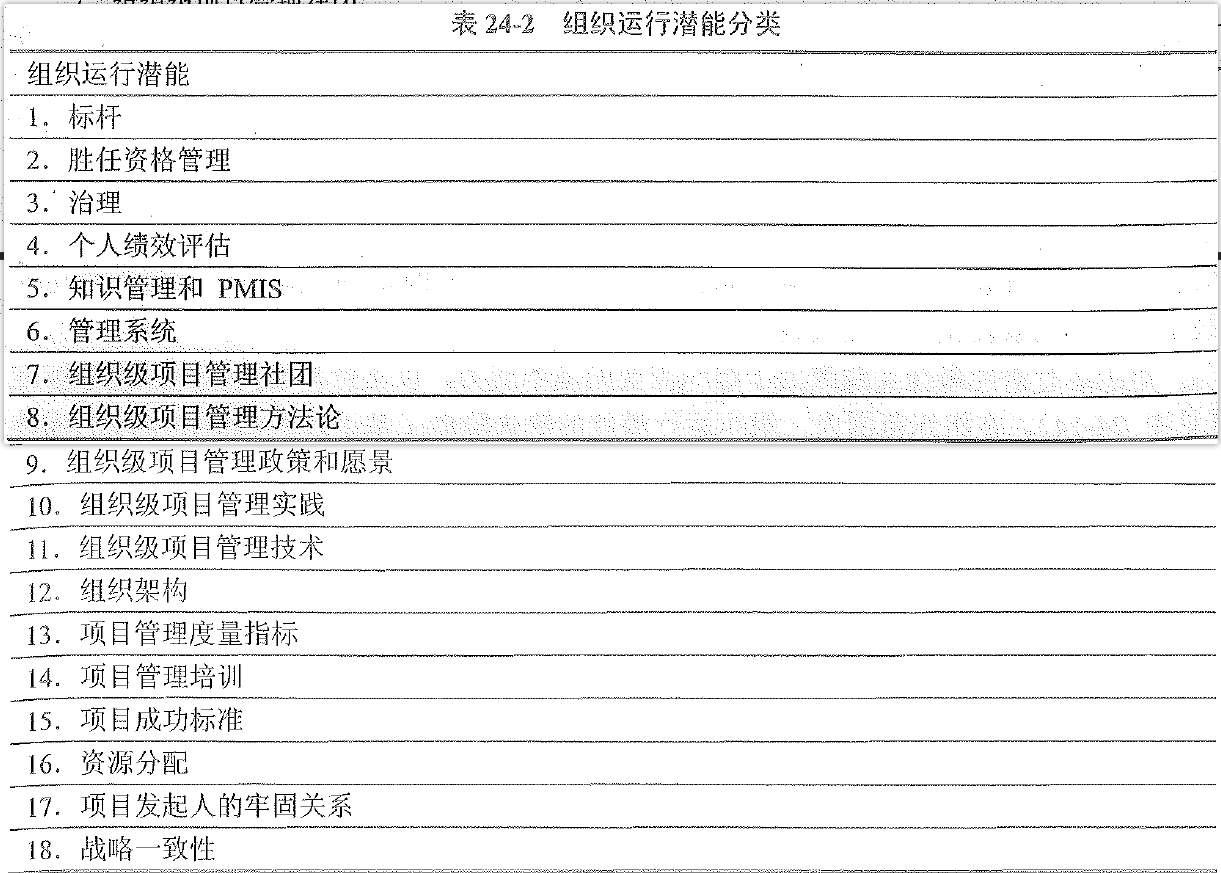 表 24-2 组织运行潜能分类
组织运行潜能
1. 标杆
2. 胜任资格管理
3. 治理
4. 个人绩效评估
5. 知识管理和 PMIS
6. 管理系统
7. 组织级项目管理社团
8. 组织级项目管理方法论
9. 组织级项目管理政策和愿景
10. 组织级项目管理实践
11. 组织级项目管理技术
12. 组织架构
13. 项目管理度量指标
14. 项目管理培训
15. 项目成功标准
16. 资源分配
17. 项目发起人的牢固关系
18. 战略一致性